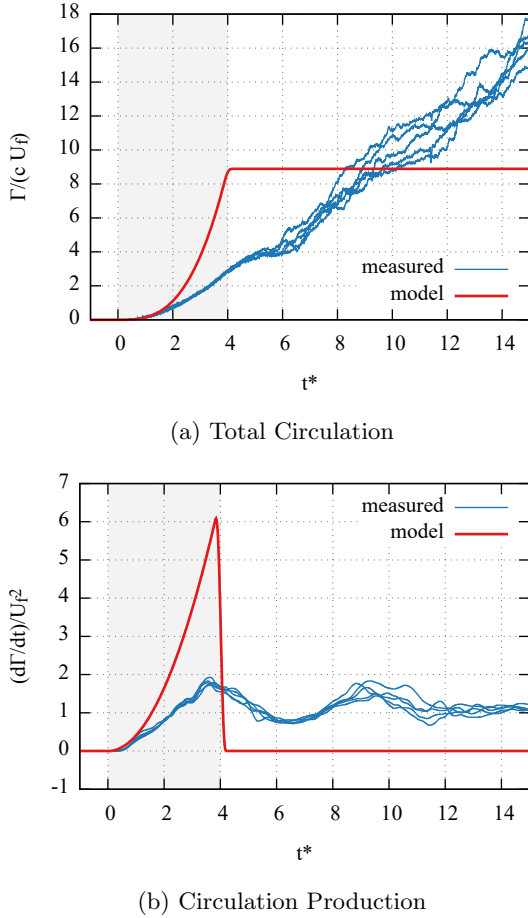 18
16
14
12
10
8
6
4
2
0
Γ/(c U_f)
measured
model
0 2 4 6 8 10 12 14
t*
(a) Total Circulation
7
6
5
4
3
2
1
0
-1
(dΓ/dt)/U_f²
measured
model
0 2 4 6 8 10 12 14
t*
(b) Circulation Production